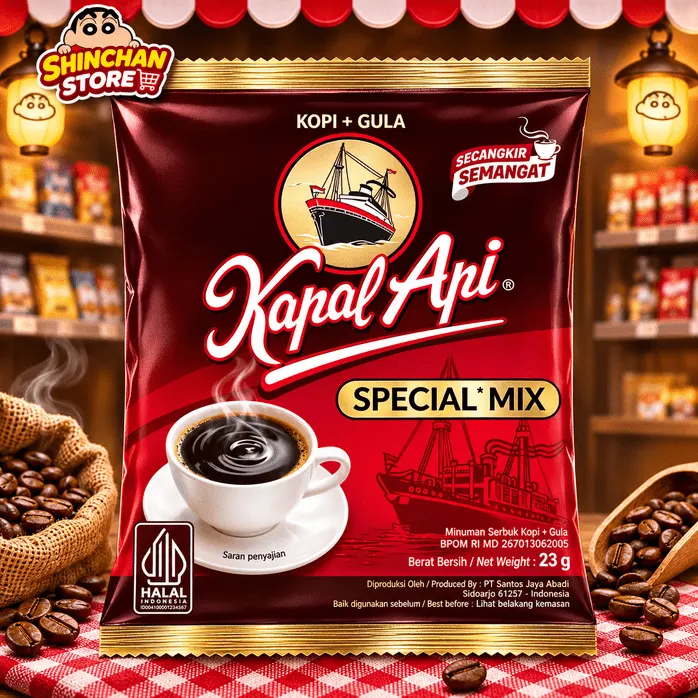 SHINCHAN
STORE
KOPI + GULA
SECANGKIR
SEMANGAT
Kapal Api ®
SPECIAL* MIX
Saran penyajian
HALAL
INDONESIA
ID004100001234567
Minuman Serbuk Kopi + Gula
BPOM RI MD 267013062005
Berat Bersih / Net Weight : 23 g
Diproduksi Oleh / Produced By : PT Santos Jaya Abadi
Sidoarjo 61257 - Indonesia
Baik digunakan sebelum / Best before : Lihat belakang kemasan